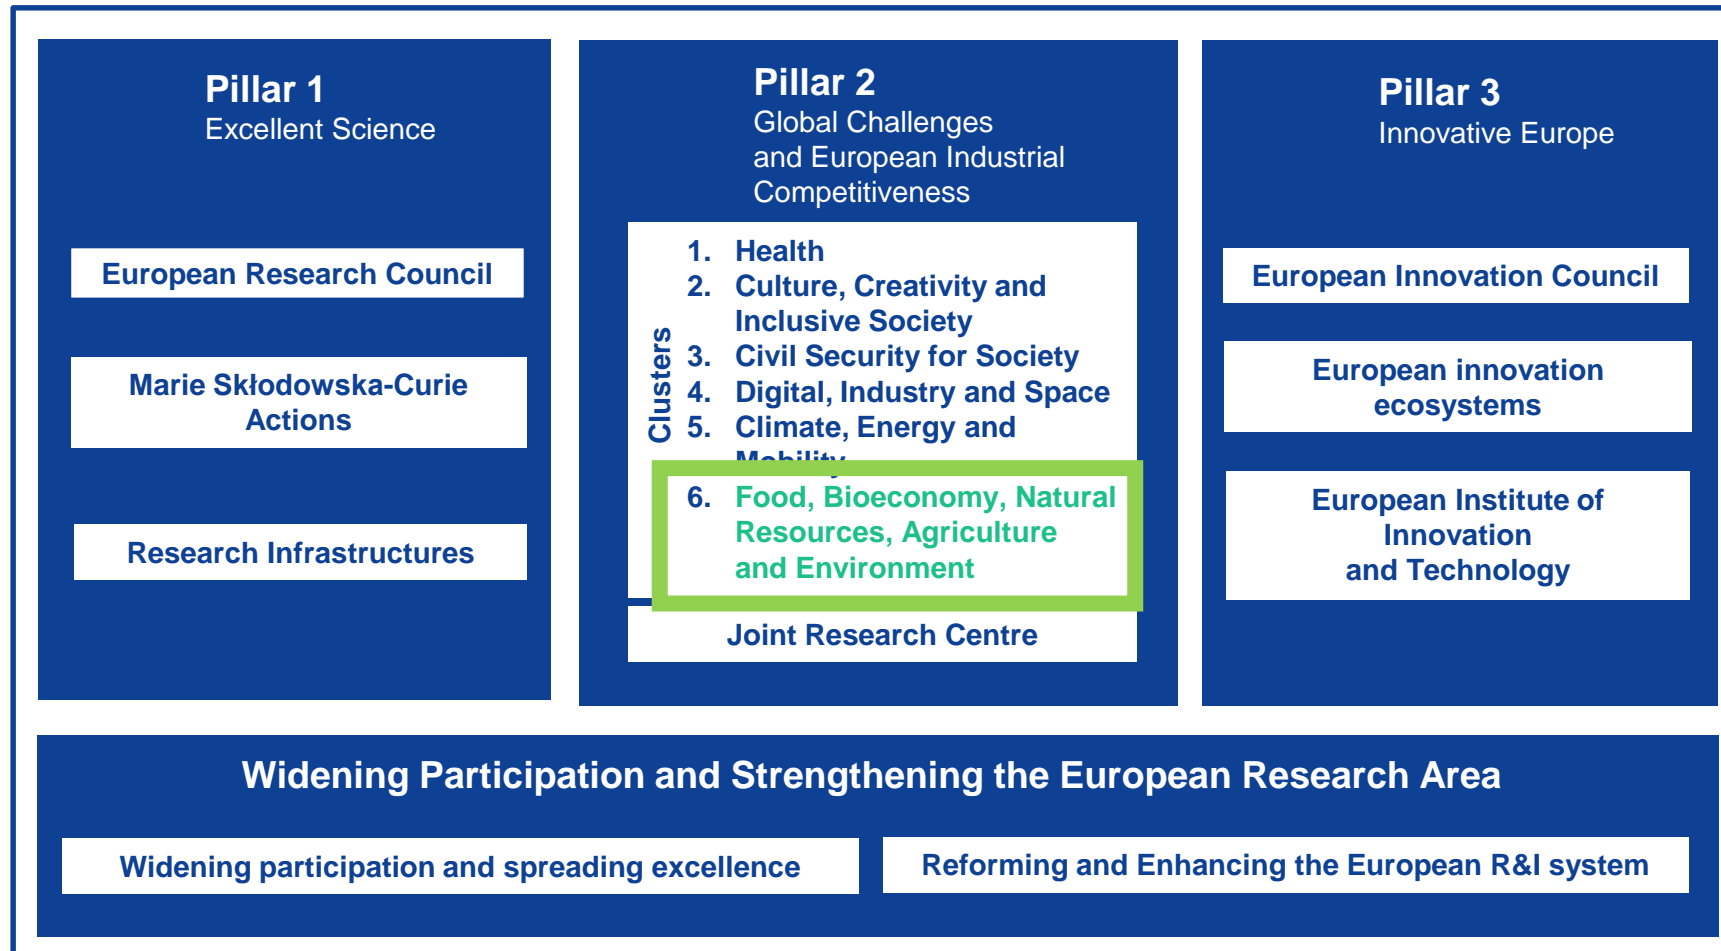 Pillar 1
Excellent Science
European Research Council
Marie Skłodowska-Curie
Actions
Research Infrastructures
Pillar 2
Global Challenges
and European Industrial
Competitiveness
Clusters
1. Health
2. Culture, Creativity and
Inclusive Society
3. Civil Security for Society
4. Digital, Industry and Space
5. Climate, Energy and
Mobility
6. Food, Bioeconomy, Natural
Resources, Agriculture
and Environment
Joint Research Centre
Pillar 3
Innovative Europe
European Innovation Council
European innovation
ecosystems
European Institute of
Innovation
and Technology
Widening Participation and Strengthening the European Research Area
Widening participation and spreading excellence
Reforming and Enhancing the European R&I system